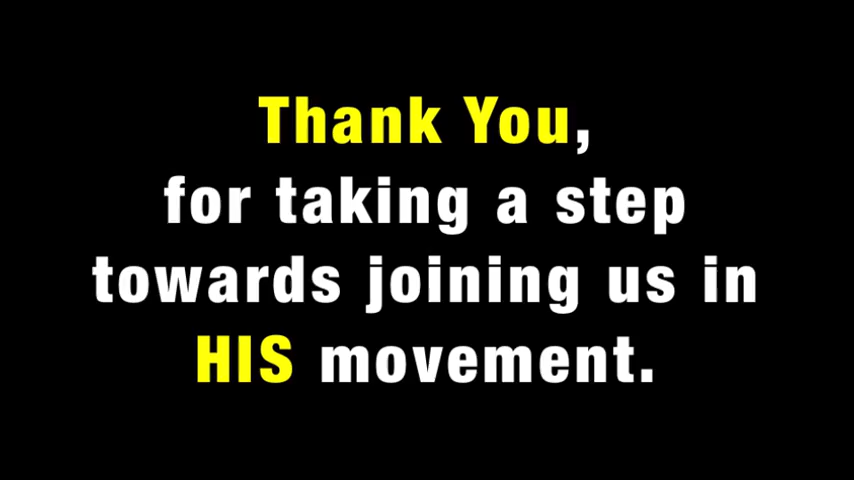 Thank You,
for taking a step
towards joining us in
HIS movement.